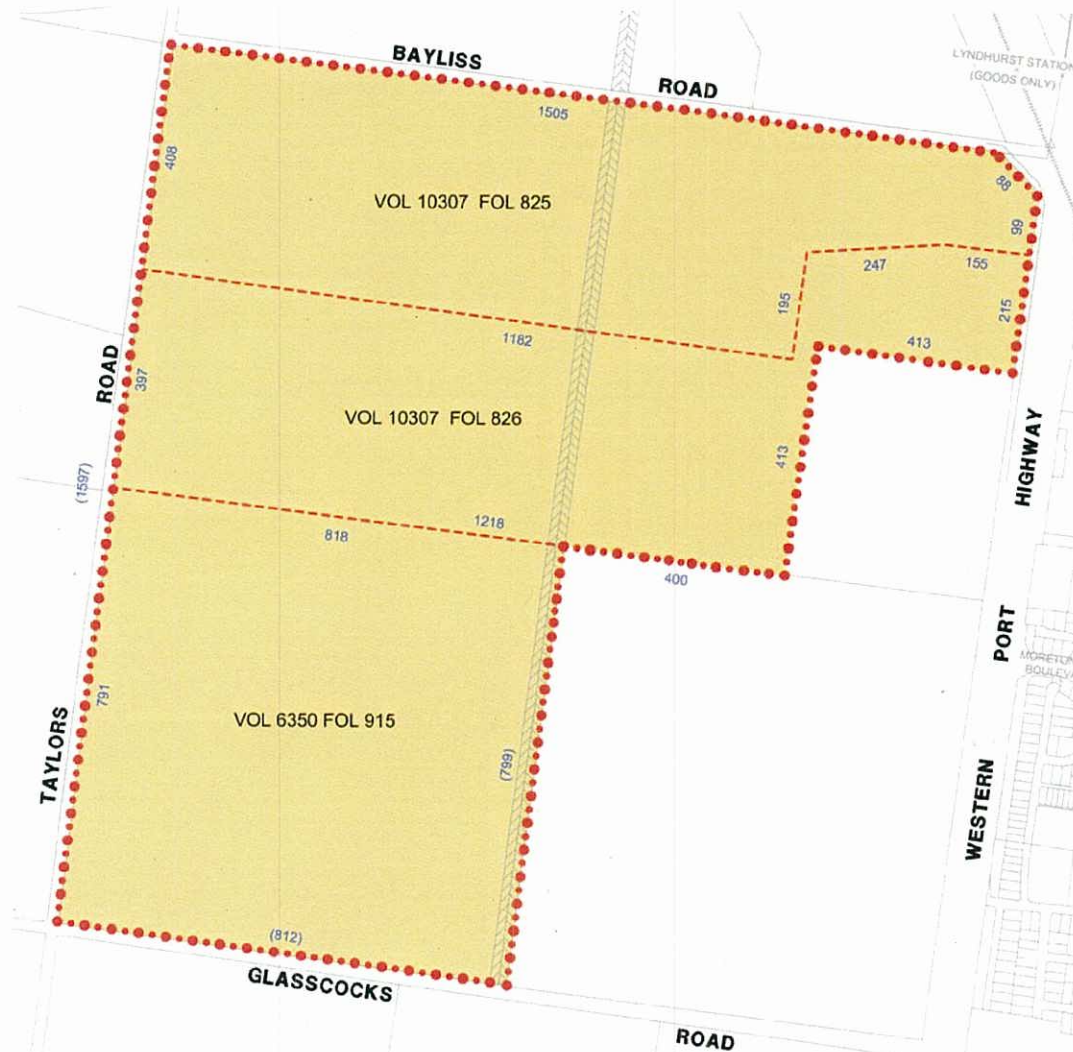 BAYLISS
ROAD
LYNDHURST STATION
(GOODS ONLY)
1505
408
88
VOL 10307 FOL 825
99
247
155
195
215
1182
413
ROAD
397
VOL 10307 FOL 826
HIGHWAY
413
(1597)
1218
818
400
PORT
791
VOL 6350 FOL 915
TAYLORS
(799)
WESTERN
(812)
GLASSCOCKS
ROAD